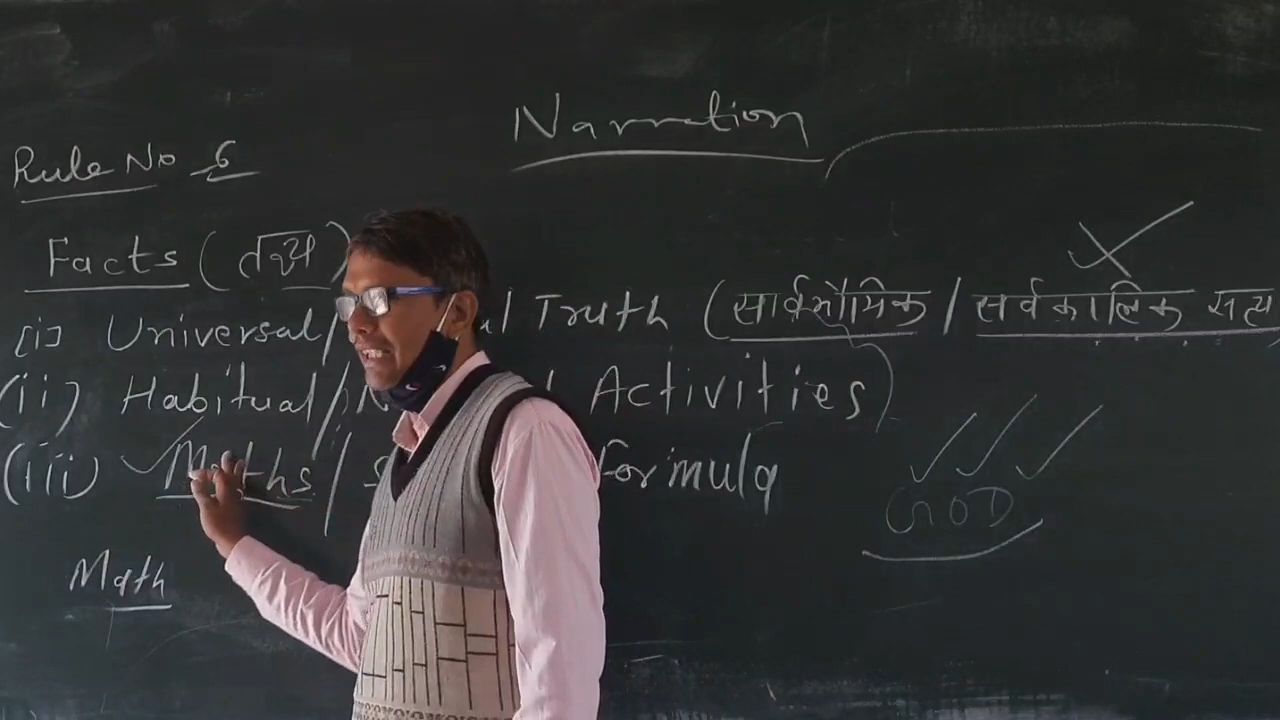 Narration
Rule No 6
Facts (तथ्य)
(i) Universal/ Truth (सार्वभौमिक / सर्वकालिक सत्य
(ii) Habitual/ Activities)
(iii) Maths / formula
GOD
Math